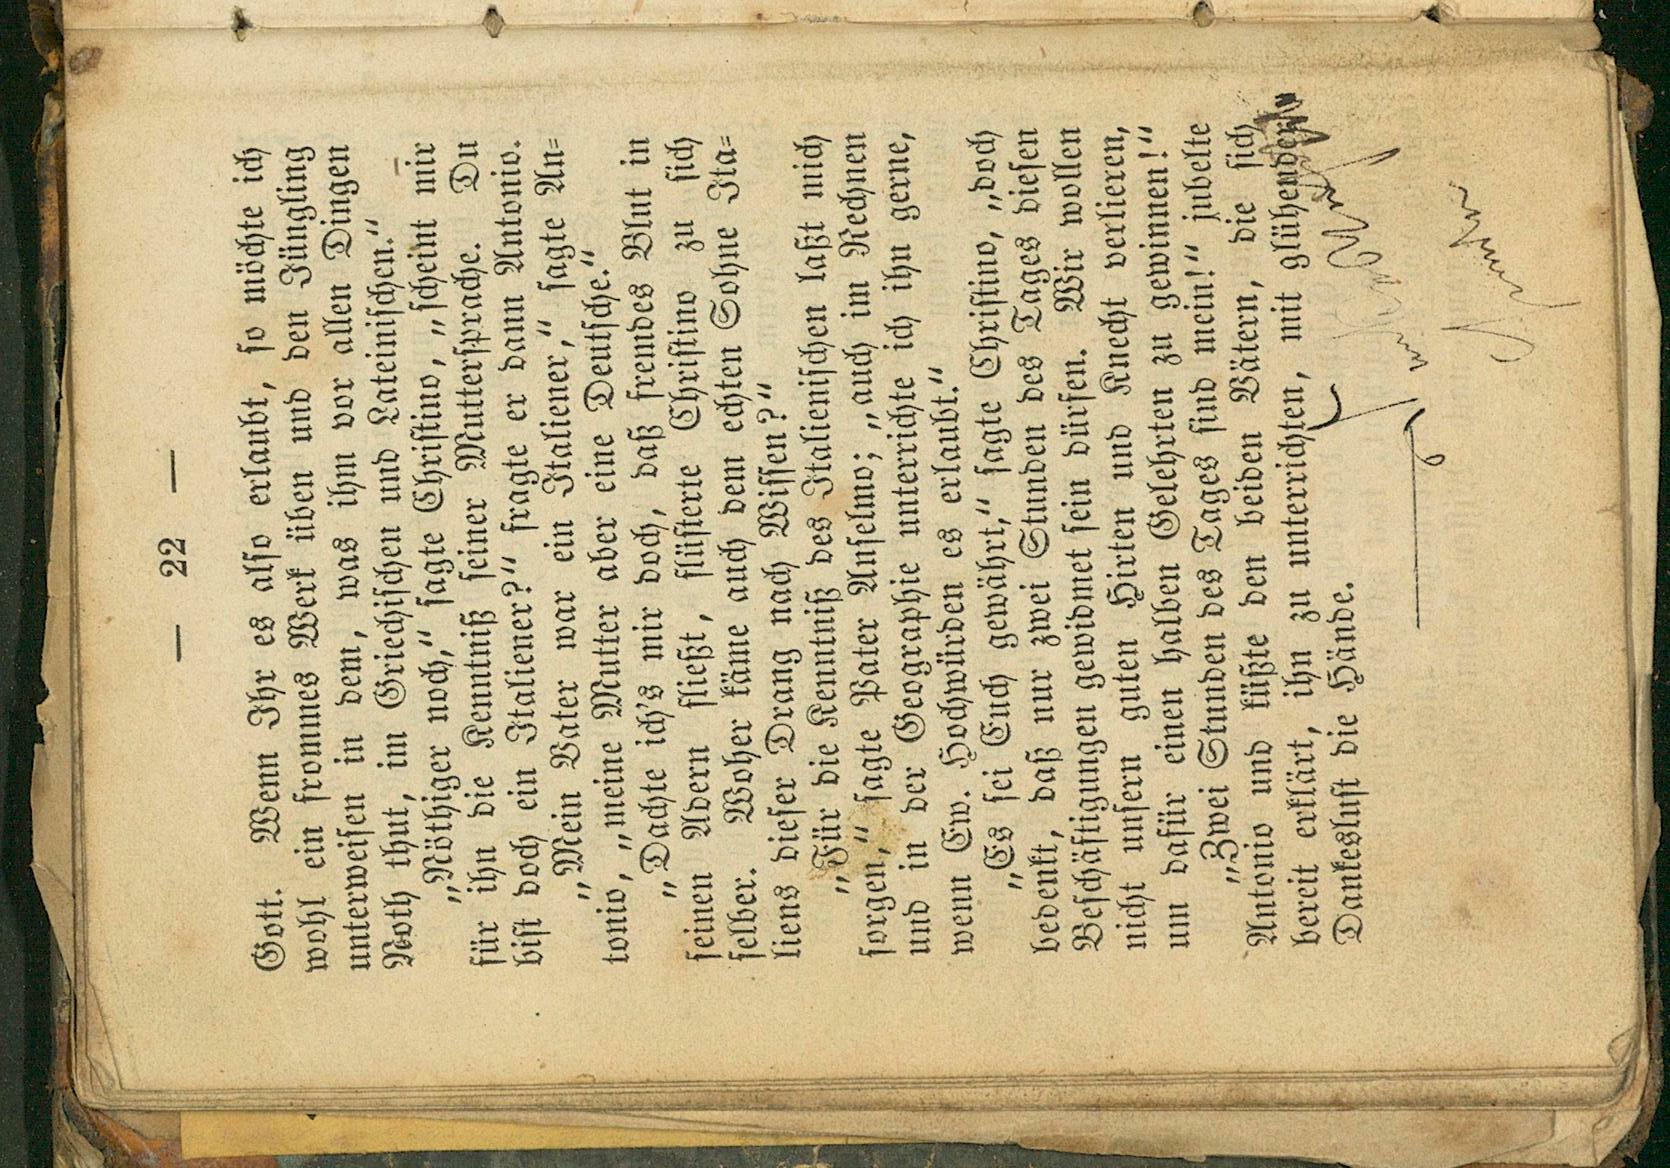 — 22 —
Gott. Wenn Ihr es also erlaubt, so möchte ich
wohl ein frommes Werk üben und den Jüngling
unterweisen in dem, was ihm vor allen Dingen
Noth thut, im Griechischen und Lateinischen.“
„Nöthiger noch,“ sagte Christino, „scheint mir
für ihn die Kenntniß seiner Muttersprache. Du
bist doch ein Italiener?“ fragte er dann Antonio.
„Mein Vater war ein Italiener,“ sagte An-
tonio, „meine Mutter aber eine Deutsche.“
„Dachte ich's mir doch, daß fremdes Blut in
seinen Adern fließt, flüsterte Christino zu sich
selber. Woher käme auch dem echten Sohne Ita-
liens dieser Drang nach Wissen?“
„Für die Kenntniß des Italienischen laßt mich
sorgen,“ sagte Pater Anselmo; „auch im Rechnen
und in der Geographie unterrichte ich ihn gerne,
wenn Ew. Hochwürden es erlaubt.“
„Es sei Euch gewährt,“ sagte Christino, „doch
bedenkt, daß nur zwei Stunden des Tages diesen
Beschäftigungen gewidmet sein dürfen. Wir wollen
nicht unsern guten Hirten und Knecht verlieren,
um dafür einen halben Gelehrten zu gewinnen!“
„Zwei Stunden des Tages sind mein!“ jubelte
Antonio und küßte den beiden Vätern, die sich
bereit erklärt, ihn zu unterrichten, mit glühender
Dankeslust die Hände.